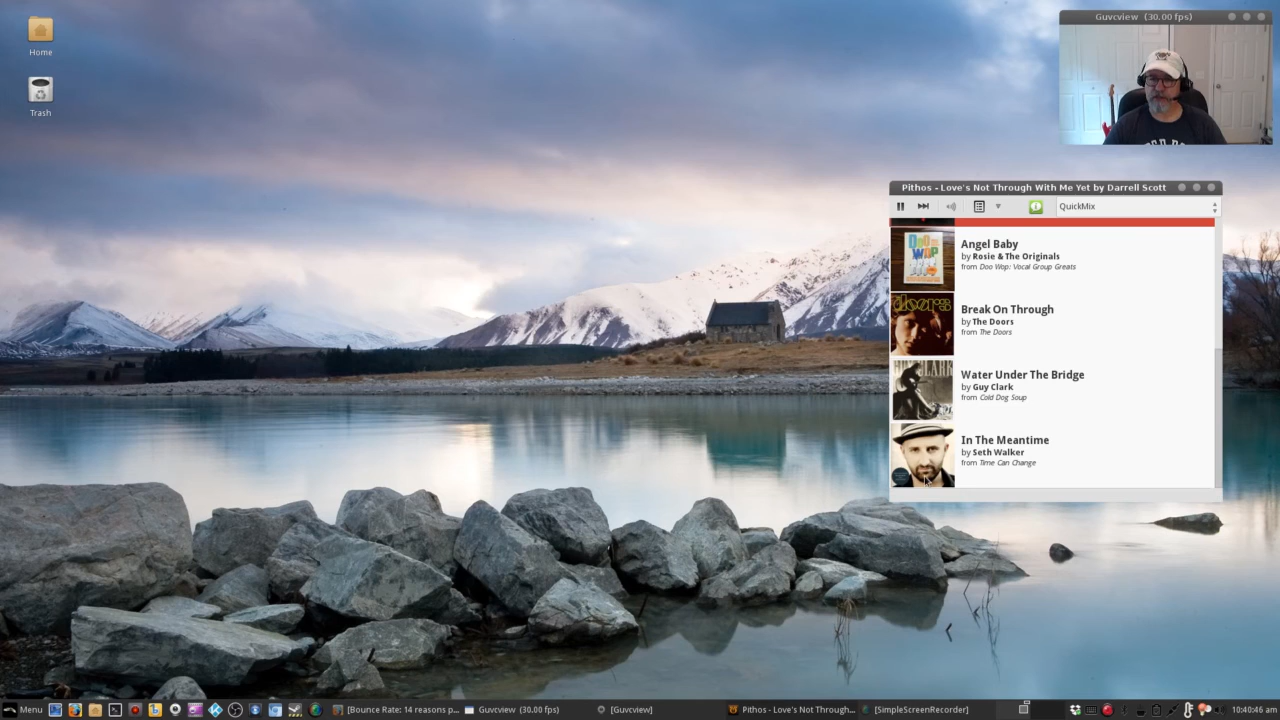 Home
Trash
Guvcview (30.00 fps)
Pithos - Love's Not Through With Me Yet by Darrell Scott
QuickMix
DOO WOP
Angel Baby
by Rosie & The Originals
from Doo Wop: Vocal Group Greats
doors
Break On Through
by The Doors
from The Doors
CLARK
Water Under The Bridge
by Guy Clark
from Cold Dog Soup
In The Meantime
by Seth Walker
from Time Can Change
Menu
[Bounce Rate: 14 reasons p...
Guvcview (30.00 fps)
[Guvcview]
Pithos - Love's Not Through...
[SimpleScreenRecorder]
10:40:46 am